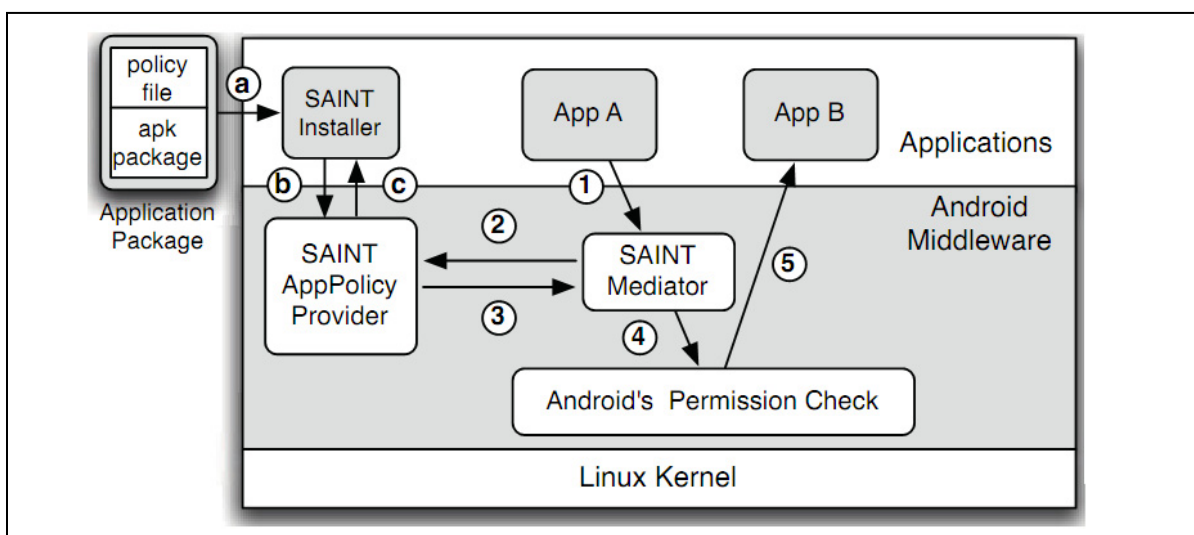 policy
file
apk
package
Application
Package
a
SAINT
Installer
b
c
App A
App B
Applications
1
Android
Middleware
SAINT
AppPolicy
Provider
2
3
SAINT
Mediator
4
5
Android's Permission Check
Linux Kernel